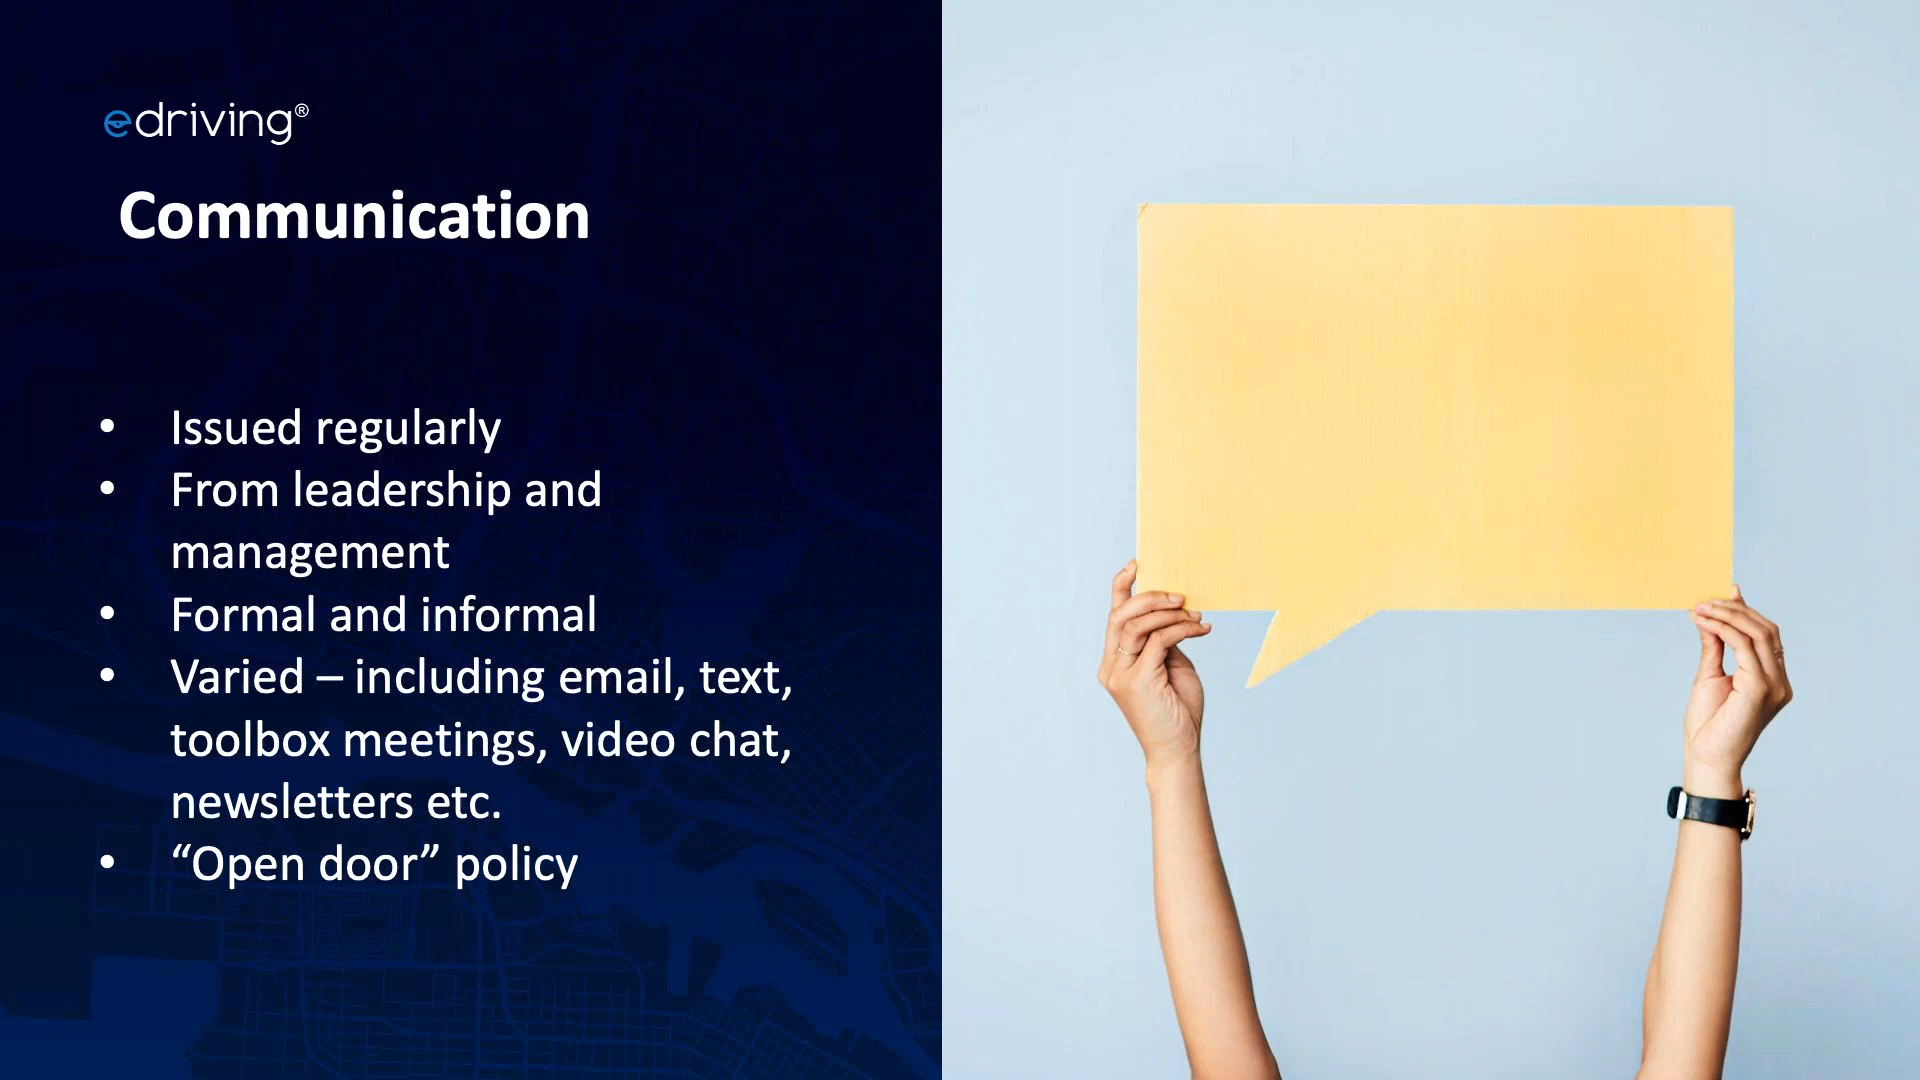 edriving®
Communication
• Issued regularly
• From leadership and
management
• Formal and informal
• Varied – including email, text,
toolbox meetings, video chat,
newsletters etc.
• “Open door” policy